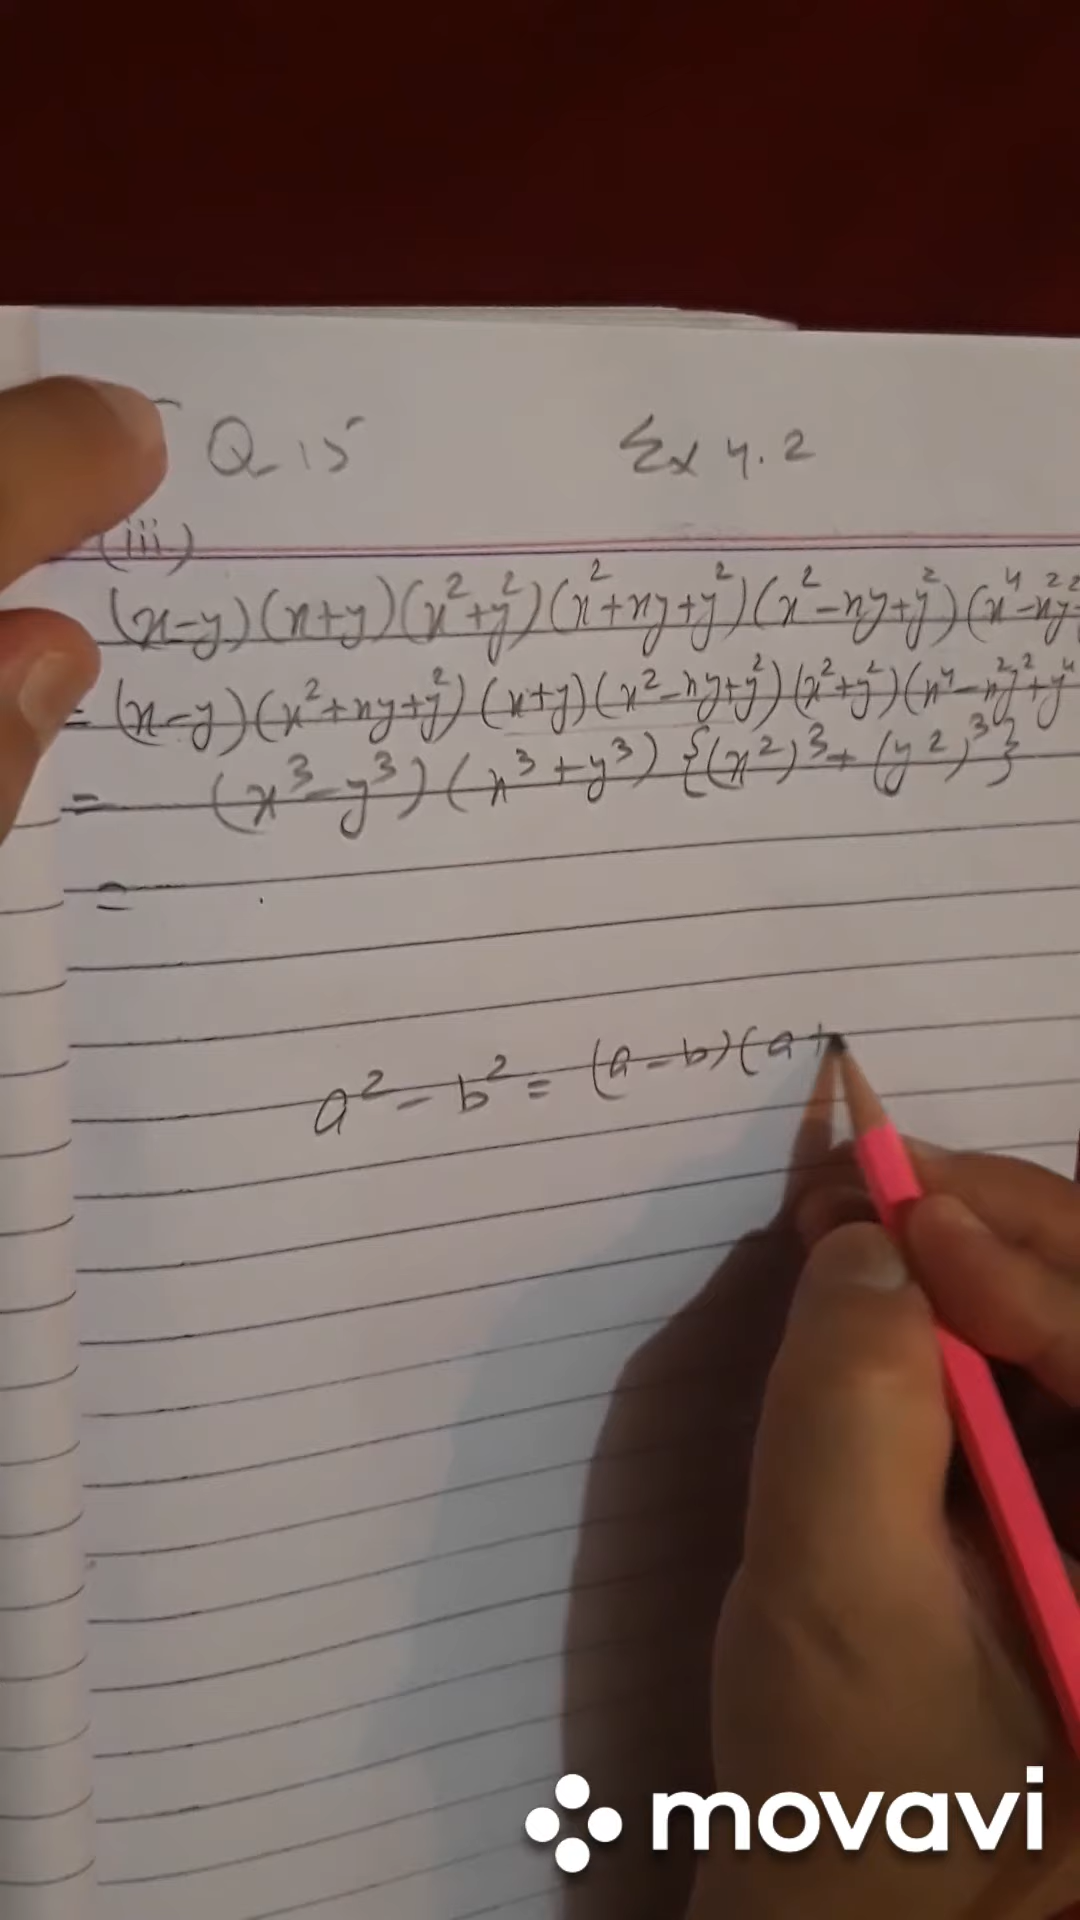 Q 15 Ex 4.2
(iii)
(x-y)(x+y)(x²+y²)(x²+xy+y²)(x²-xy+y²)(x⁴-x²y²+
= (x-y)(x²+xy+y²)(x+y)(x²-xy+y²)(x²+y²)(x⁴-x²y²+y⁴
= (x³-y³)(x³+y³){(x²)³+(y²)³}
=
a²-b²=(a-b)(a+
movavi